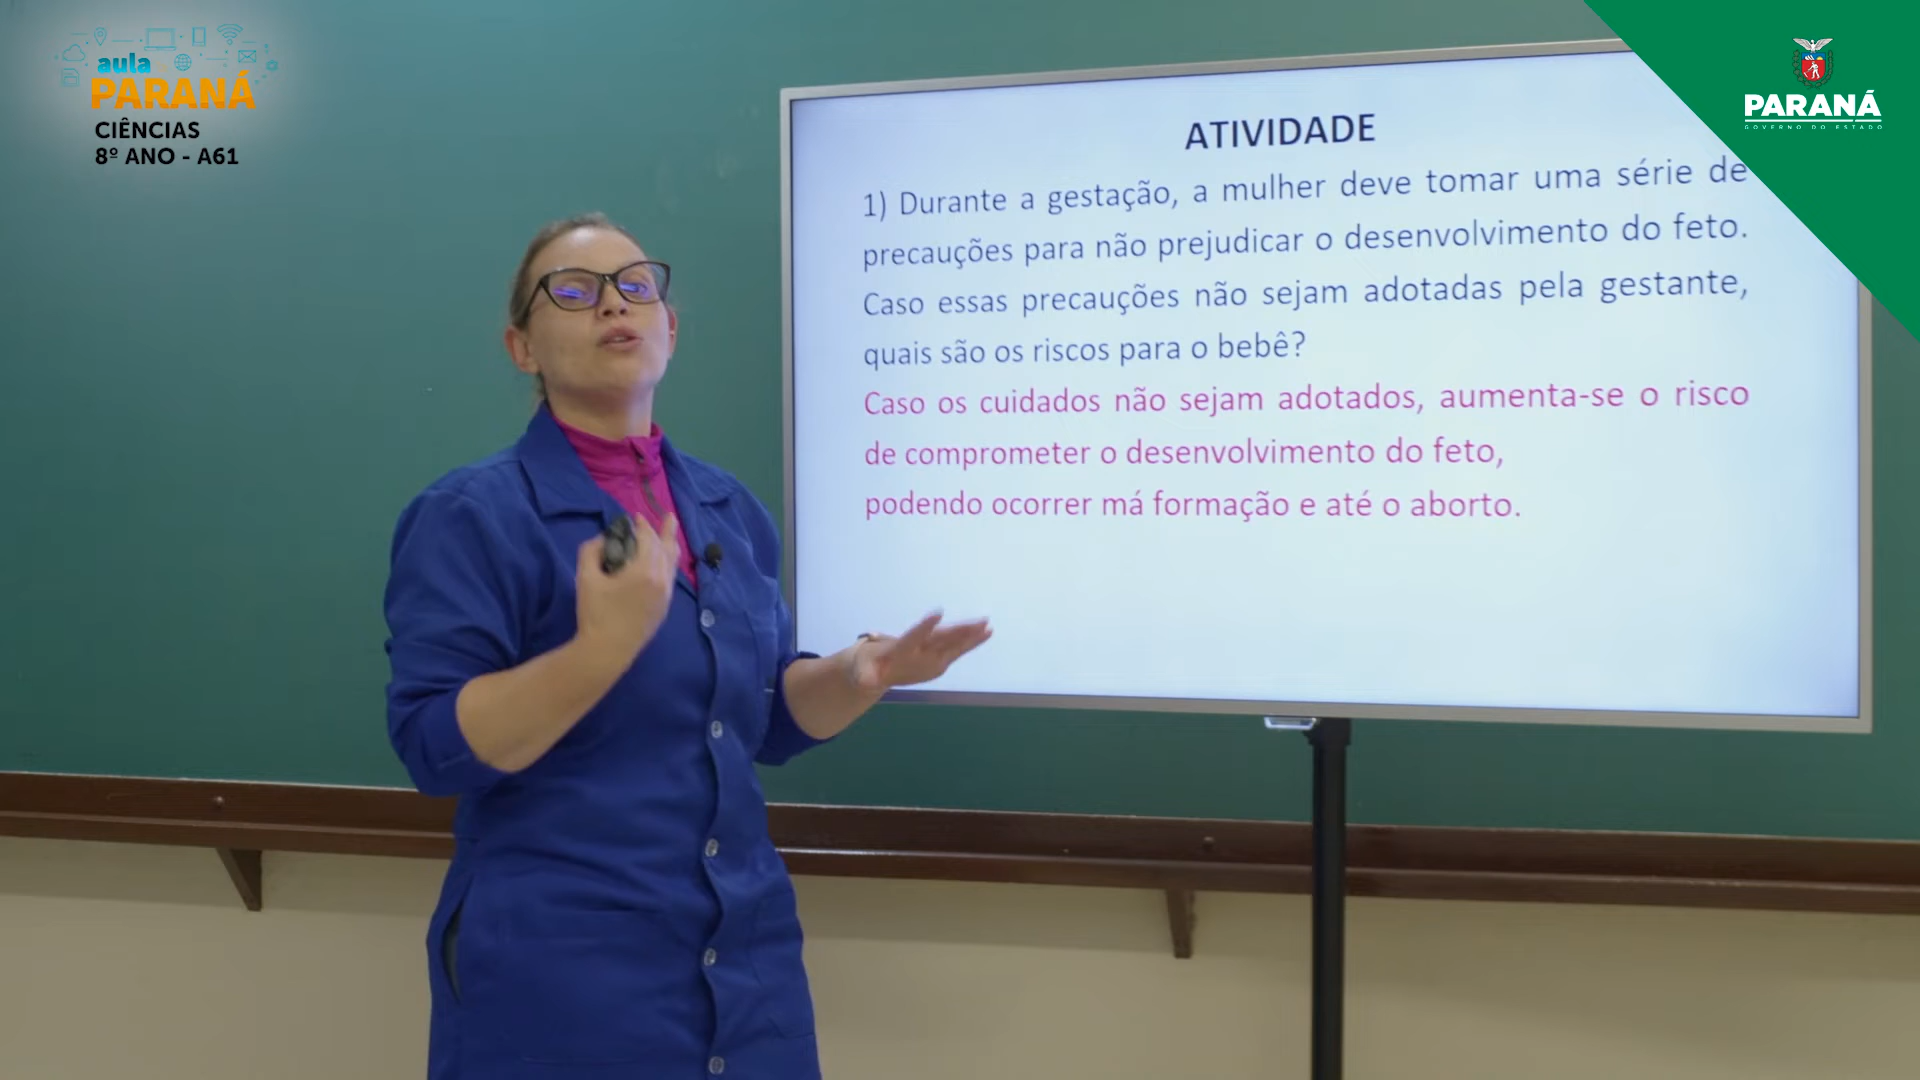 aula
PARANÁ
CIÊNCIAS
8º ANO - A61
PARANÁ
GOVERNO DO ESTADO
ATIVIDADE
1) Durante a gestação, a mulher deve tomar uma série de
precauções para não prejudicar o desenvolvimento do feto.
Caso essas precauções não sejam adotadas pela gestante,
quais são os riscos para o bebê?
Caso os cuidados não sejam adotados, aumenta-se o risco
de comprometer o desenvolvimento do feto,
podendo ocorrer má formação e até o aborto.